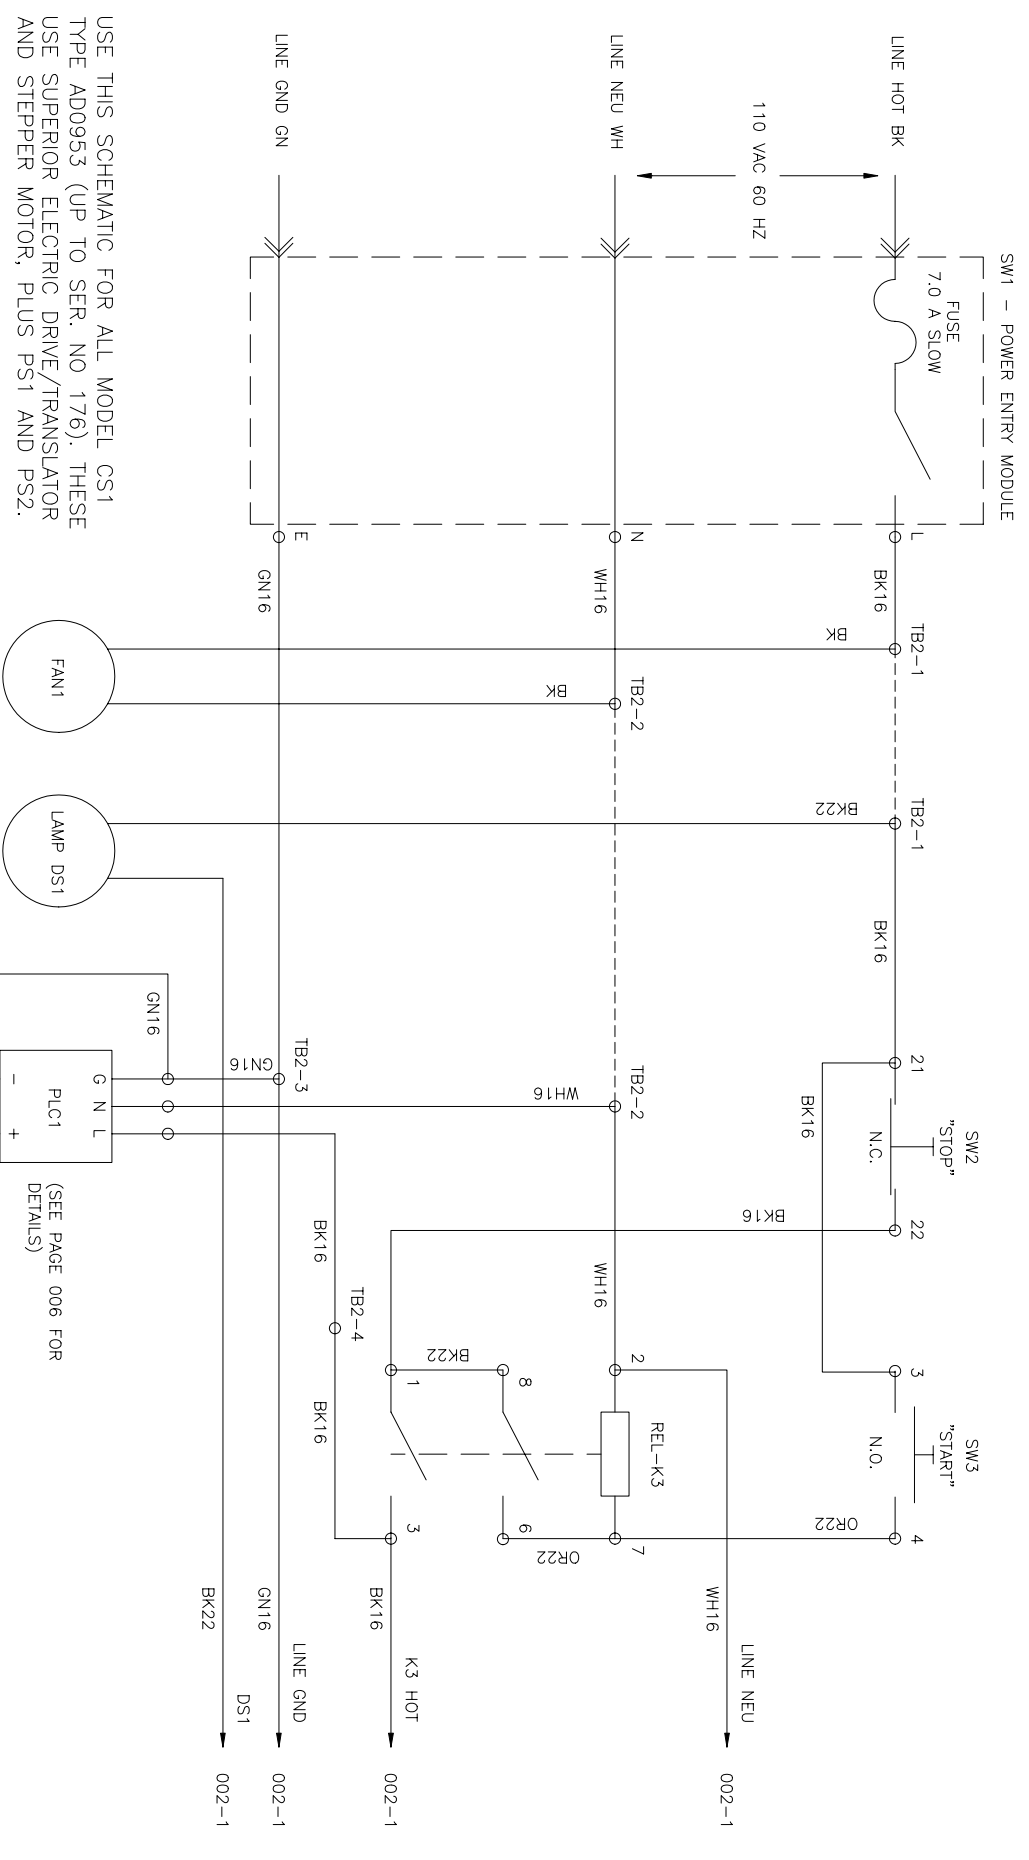 SW1 - POWER ENTRY MODULE
LINE HOT BK
FUSE
7.0 A SLOW
L
BK16
TB2-1
BK
TB2-1
BK22
BK16
21
SW2
"STOP"
N.C.
BK16
22
BK16
3
SW3
"START"
N.O.
4
OR22
110 VAC 60 HZ
LINE NEU WH
N
WH16
TB2-2
BK
TB2-2
WH16
WH16
2
REL-K3
7
OR22
WH16
LINE NEU
002-1
8
6
BK22
1
3
BK16
K3 HOT
002-1
BK16
TB2-4
BK16
LINE GND GN
E
GN16
TB2-3
GN16
GN16
LINE GND
002-1
BK22
DS1
002-1
GN16
FAN1
LAMP DS1
G N L
PLC1
- +
(SEE PAGE 006 FOR
DETAILS)
USE THIS SCHEMATIC FOR ALL MODEL CS1
TYPE AD0953 (UP TO SER. NO 176). THESE
USE SUPERIOR ELECTRIC DRIVE/TRANSLATOR
AND STEPPER MOTOR, PLUS PS1 AND PS2.